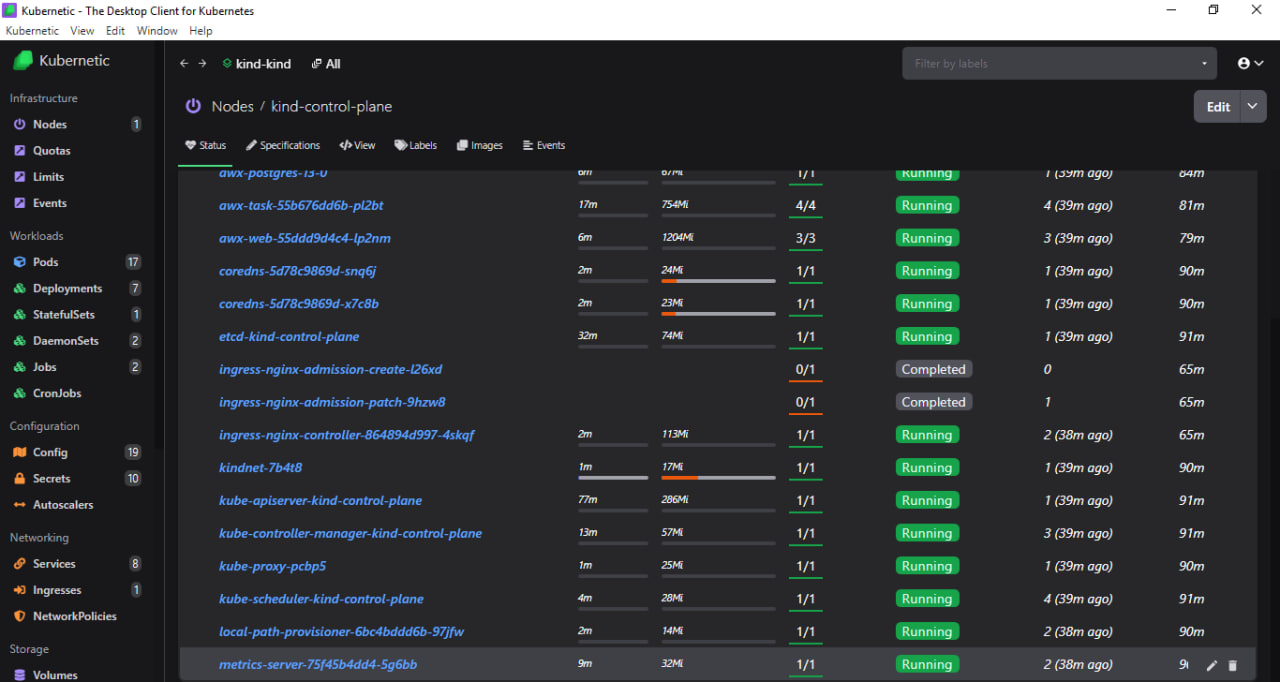 Kubernetic - The Desktop Client for Kubernetes
Kubernetic View Edit Window Help
Kubernetic
kind-kind All
Filter by labels
Infrastructure
Nodes 1
Quotas
Limits
Events
Workloads
Pods 17
Deployments 7
StatefulSets 1
DaemonSets 2
Jobs 2
CronJobs
Configuration
Config 19
Secrets 10
Autoscalers
Networking
Services 8
Ingresses 1
NetworkPolicies
Storage
Volumes
Nodes / kind-control-plane
Edit
Status Specifications View Labels Images Events
awx-postgres-13-0 6m 67Mi 1/1 Running 1 (39m ago) 84m
awx-task-55b676dd6b-pl2bt 17m 754Mi 4/4 Running 4 (39m ago) 81m
awx-web-55ddd9d4c4-lp2nm 6m 1204Mi 3/3 Running 3 (39m ago) 79m
coredns-5d78c9869d-snq6j 2m 24Mi 1/1 Running 1 (39m ago) 90m
coredns-5d78c9869d-x7c8b 2m 23Mi 1/1 Running 1 (39m ago) 90m
etcd-kind-control-plane 32m 74Mi 1/1 Running 1 (39m ago) 91m
ingress-nginx-admission-create-l26xd 0/1 Completed 0 65m
ingress-nginx-admission-patch-9hzw8 0/1 Completed 1 65m
ingress-nginx-controller-864894d997-4skqf 2m 113Mi 1/1 Running 2 (38m ago) 65m
kindnet-7b4t8 1m 17Mi 1/1 Running 1 (39m ago) 90m
kube-apiserver-kind-control-plane 77m 286Mi 1/1 Running 1 (39m ago) 91m
kube-controller-manager-kind-control-plane 13m 57Mi 1/1 Running 3 (39m ago) 91m
kube-proxy-pcbp5 1m 25Mi 1/1 Running 1 (39m ago) 90m
kube-scheduler-kind-control-plane 4m 28Mi 1/1 Running 4 (39m ago) 91m
local-path-provisioner-6bc4bddd6b-97jfw 2m 14Mi 1/1 Running 2 (38m ago) 90m
metrics-server-75f45b4dd4-5g6bb 9m 32Mi 1/1 Running 2 (38m ago)